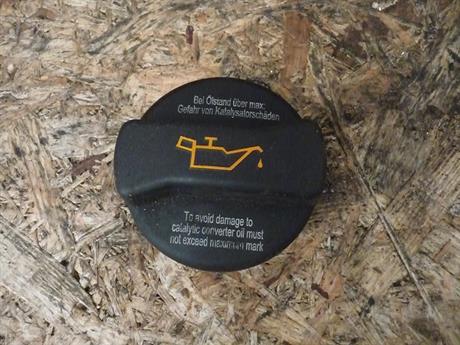 Bei Ölstand über max:
Gefahr von Katalysatorschäden
To avoid damage to
catalytic converter oil must
not exceed maximum mark